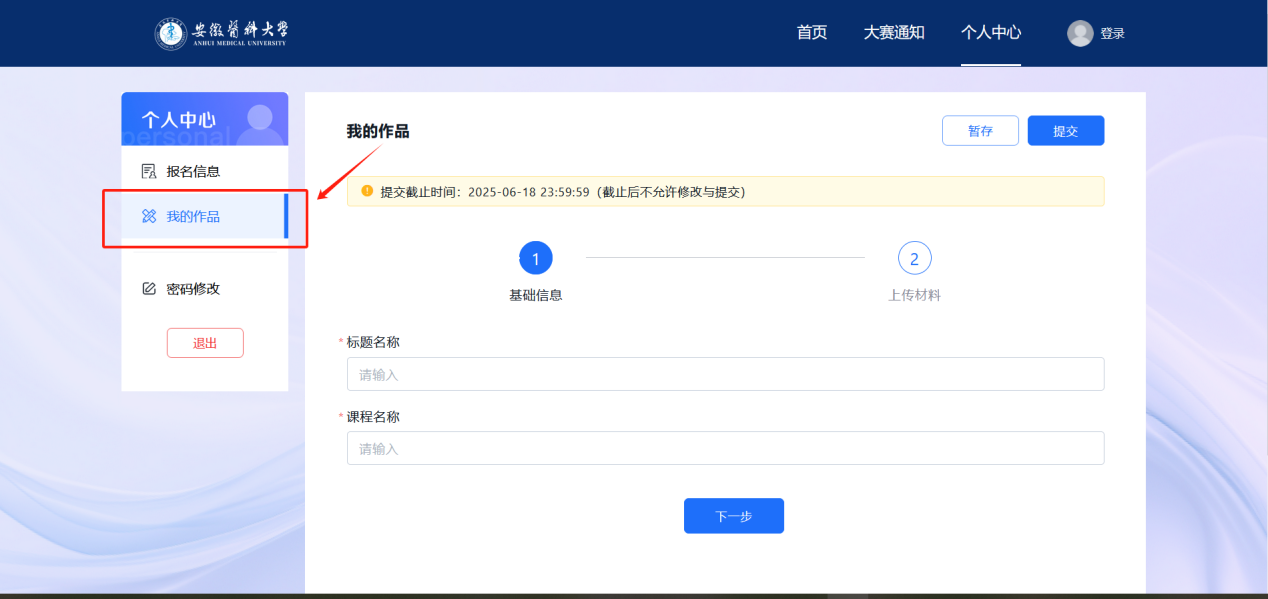 安徽医科大学
ANHUI MEDICAL UNIVERSITY
首页
大赛通知
个人中心
登录
个人中心
personal
报名信息
我的作品
密码修改
退出
我的作品
暂存
提交
提交截止时间：2025-06-18 23:59:59（截止后不允许修改与提交）
1
基础信息
2
上传材料
* 标题名称
请输入
* 课程名称
请输入
下一步